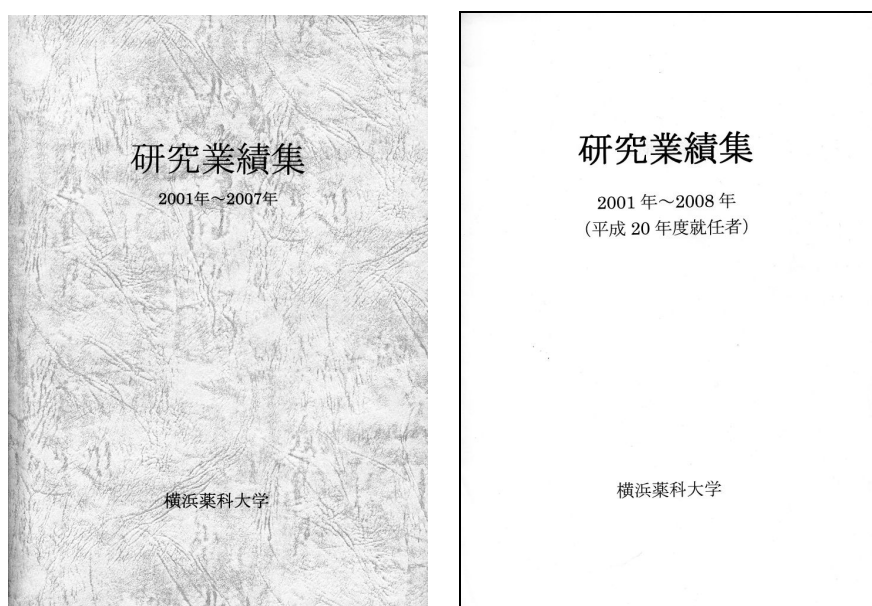 研究業績集
2001年～2007年
横浜薬科大学
研究業績集
2001 年～2008 年
（平成 20 年度就任者）
横浜薬科大学